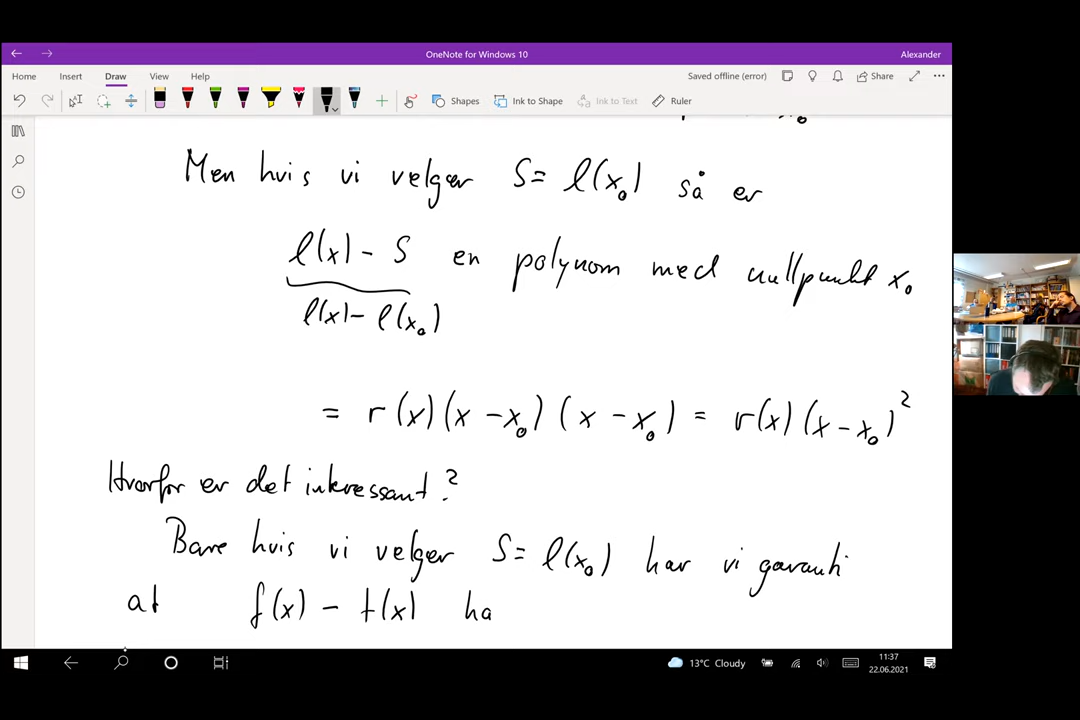 OneNote for Windows 10
Alexander
Home Insert Draw View Help
Saved offline (error) Share
Shapes Ink to Shape Ink to Text Ruler
Men hvis vi velger S= l(x₀) så er
l(x) - S en polynom med nullpunkt x₀
l(x) - l(x₀)
= r(x)(x - x₀)(x - x₀) = r(x)(x - x₀)²
Hvorfor er det interessant?
Bare hvis vi velger S= l(x₀) har vi garanti
at f(x) - t(x) ha
13°C Cloudy
11:37
22.06.2021